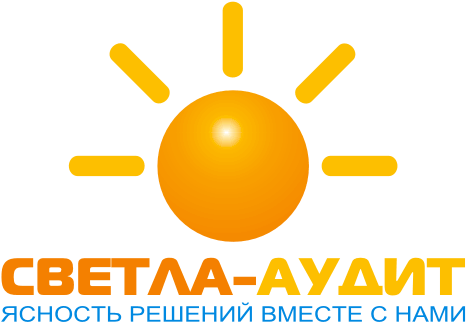 СВЕТЛА-АУДИТ
ЯСНОСТЬ РЕШЕНИЙ ВМЕСТЕ С НАМИ